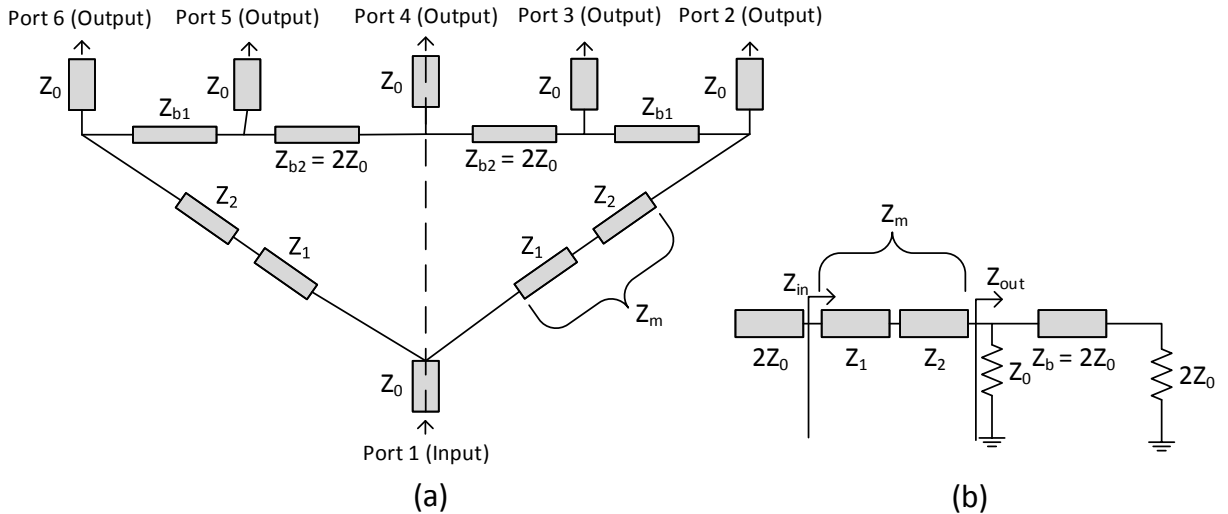 Port 6 (Output) Port 5 (Output) Port 4 (Output) Port 3 (Output) Port 2 (Output)
Z0 Z0 Z0 Z0 Z0
Zb1 Zb1
Zb2 = 2Z0 Zb2 = 2Z0
Z2 Z2
Z1 Z1
Zm
Z0
Port 1 (Input)
(a)
Zm
Zin Zout
2Z0 Z1 Z2 Z0 Zb = 2Z0 2Z0
(b)